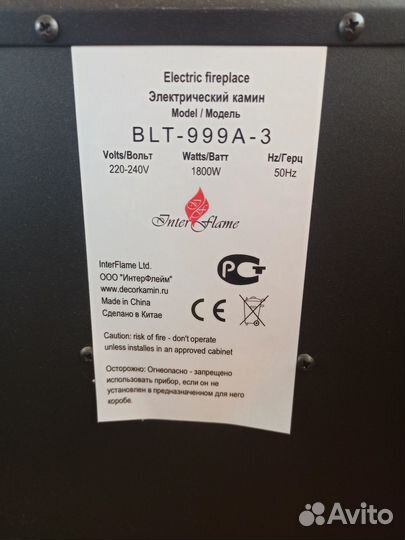 Electric fireplace
Электрический камин
Model / Модель
BLT-999A-3
Volts/Вольт Watts/Ватт Hz/Герц
220-240V 1800W 50Hz
Inter Flame
InterFlame Ltd.
ООО "ИнтерФлейм"
www.decorkamin.ru
Made in China
Сделано в Китае
РСТ
CE
Caution: risk of fire - don't operate
unless installes in an approved cabinet
Осторожно: Огнеопасно - запрещено
использовать прибор, если он не
установлен в предназначенном для него
коробе.
Avito